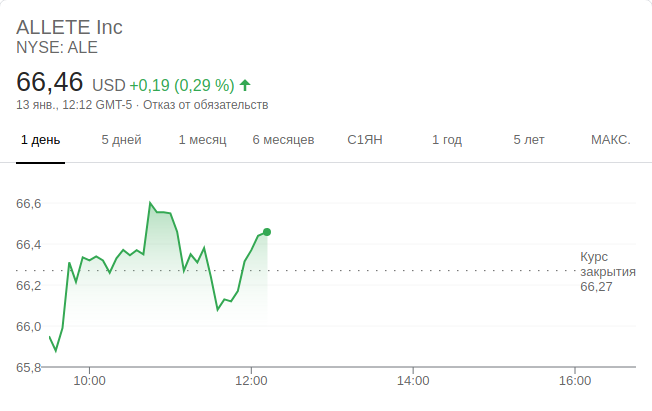 ALLETE Inc
NYSE: ALE
66,46 USD +0,19 (0,29 %)
13 янв., 12:12 GMT-5 · Отказ от обязательств
1 день 5 дней 1 месяц 6 месяцев С1ЯН 1 год 5 лет МАКС.
66,6
66,4
66,2
66,0
65,8
Курс
закрытия
66,27
10:00 12:00 14:00 16:00